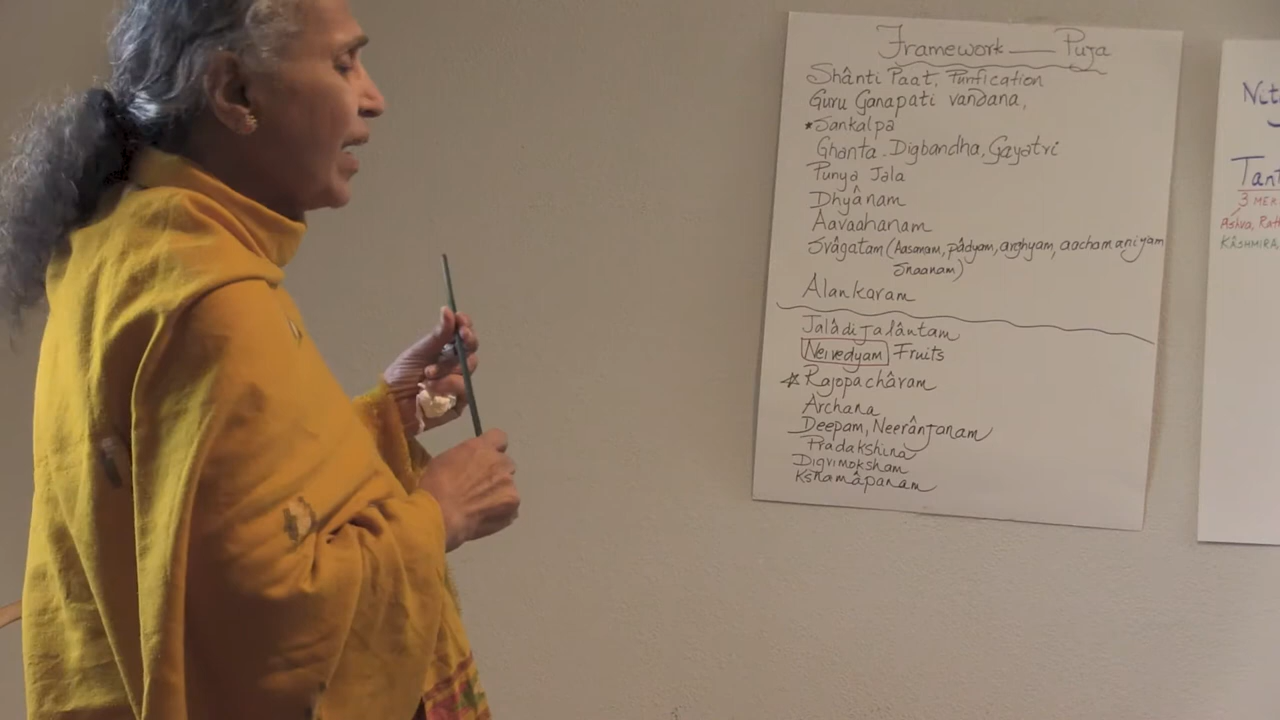 Framework — Puja
Shânti Paat, Purification
Guru Ganapati vandana,
*Sankalpa
Ghanta. Digbandha, Gayatri
Punya Jala
Dhyânam
Aavaahanam
Svâgatam (Aasanam, pâdyam, arghyam, aachamaniyam
Snaanam)
Alankaram
Jalâdi jalântam
Neivedyam Fruits
☆ Rajopachâram
Archana
Deepam, Neerânjanam
Pradakshina
Digvimoksham
Kshamâpanam
Nit
Tant
3 MER
Ashva, Rat
KÂSHMIRA,